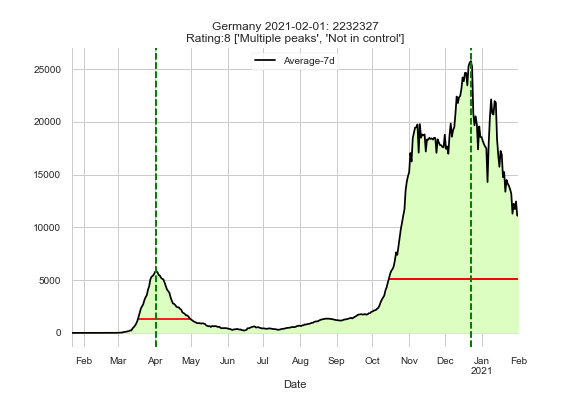 Germany 2021-02-01: 2232327
Rating:8 ['Multiple peaks', 'Not in control']
Average-7d
25000
20000
15000
10000
5000
0
Feb Mar Apr May Jun Jul Aug Sep Oct Nov Dec Jan Feb
2021
Date